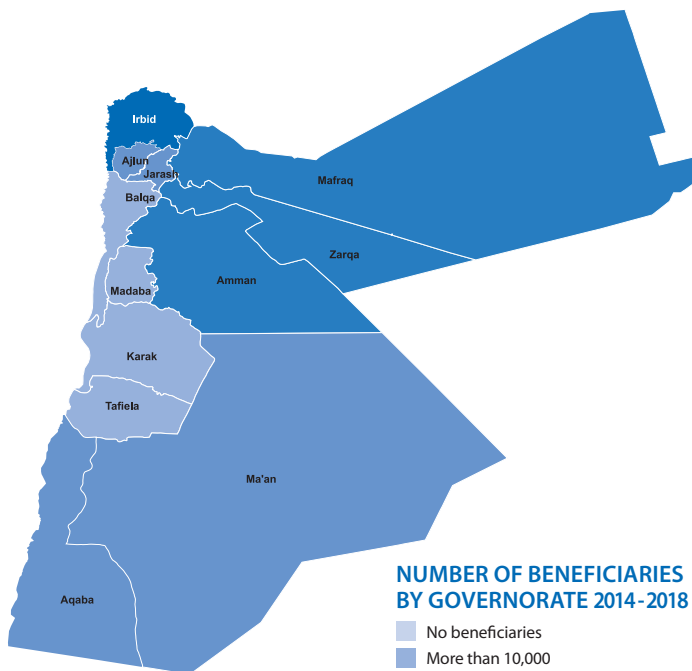 Irbid
Ajlun
Jarash
Mafraq
Balqa
Zarqa
Amman
Madaba
Karak
Tafiela
Ma'an
Aqaba
NUMBER OF BENEFICIARIES
BY GOVERNORATE 2014-2018
No beneficiaries
More than 10,000